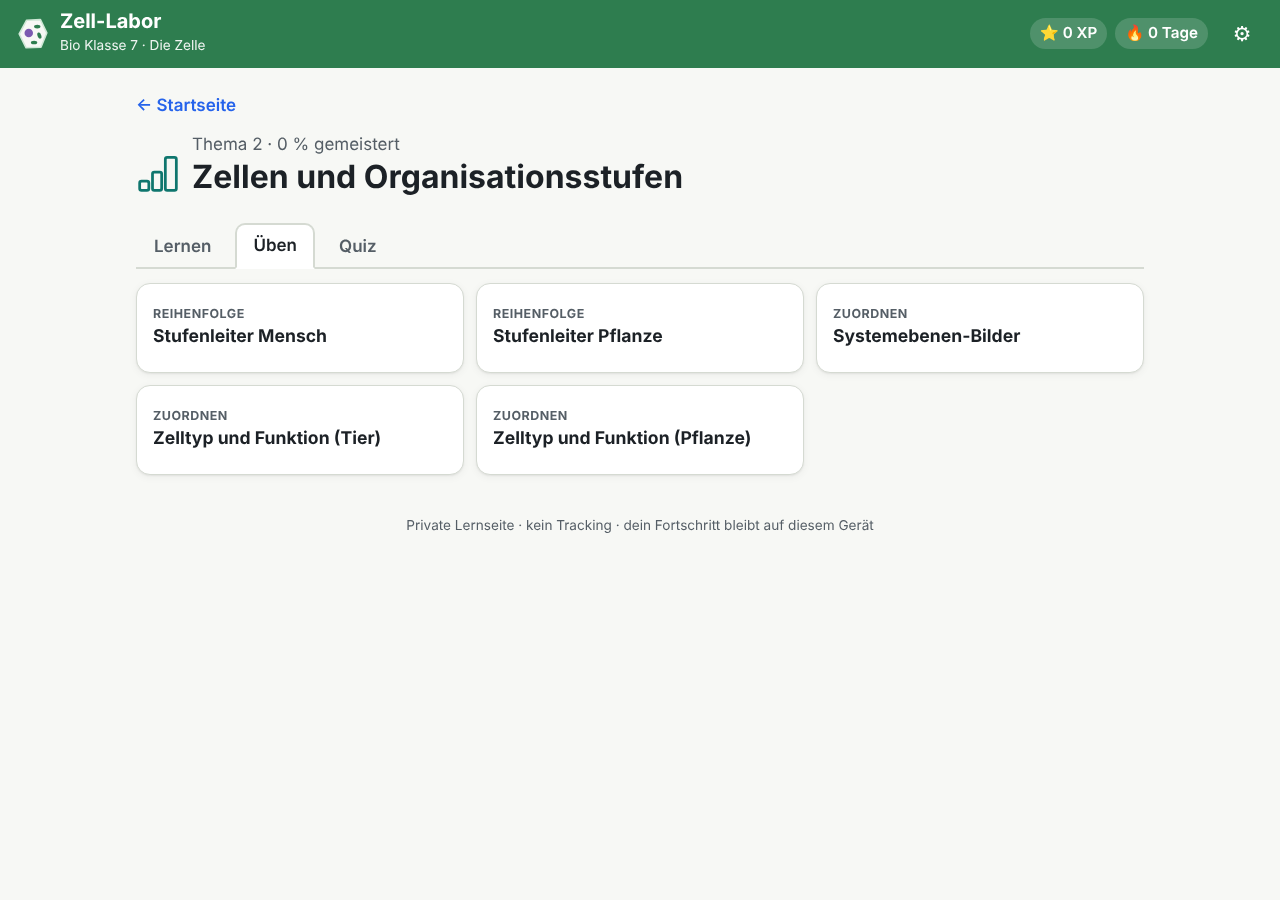 Zell-Labor
Bio Klasse 7 · Die Zelle
⭐ 0 XP
🔥 0 Tage
← Startseite
Thema 2 · 0 % gemeistert
Zellen und Organisationsstufen
Lernen
Üben
Quiz
REIHENFOLGE
Stufenleiter Mensch
REIHENFOLGE
Stufenleiter Pflanze
ZUORDNEN
Systemebenen-Bilder
ZUORDNEN
Zelltyp und Funktion (Tier)
ZUORDNEN
Zelltyp und Funktion (Pflanze)
Private Lernseite · kein Tracking · dein Fortschritt bleibt auf diesem Gerät